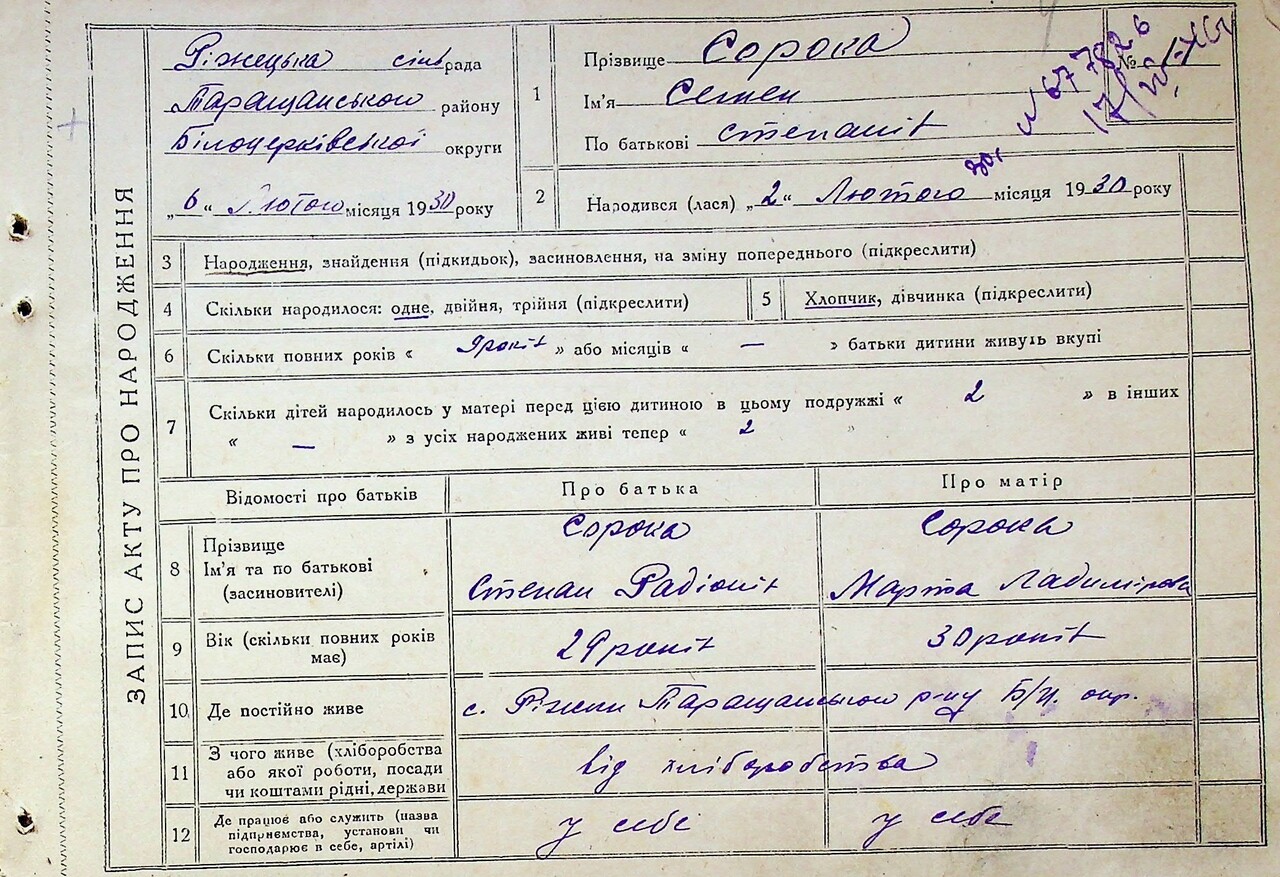 ЗАПИС АКТУ ПРО НАРОДЖЕННЯ
Ріжецька сільрада
Таращанського району
Білоцерківської округи
„6“ Лютого місяця 1930 року
1
Прізвище Сорока
Ім'я Семен
По батькові Степанів
№
2
Народився (лася) „2“ Лютого місяця 1930 року
3 Народження, знайдення (підкидьок), засиновлення, на зміну попереднього (підкреслити)
4 Скільки народилося: одне, двійня, трійня (підкреслити)
5 Хлопчик, дівчинка (підкреслити)
6 Скільки повних років « 9 років » або місяців « — » батьки дитини живуть вкупі
7 Скільки дітей народилось у матері перед цією дитиною в цьому подружжі « 2 » в інших
« — » з усіх народжених живі тепер « 2 »
Відомості про батьків Про батька Про матір
8 Прізвище Сорока Сорока
Ім'я та по батькові Степан Радіонів Марта Ладимірова
(засиновителі)
9 Вік (скільки повних років 29 років 30 років
має)
10 Де постійно живе с. Ріжки Таращанського р-ну Б/Ц. окр.
11 З чого живе (хліборобства
або якої роботи, посади від хліборобства
чи коштами рідні, держави
12 Де працює або служить (назва
підприємства, установи чи у себе у себе
господарює в себе, артілі)